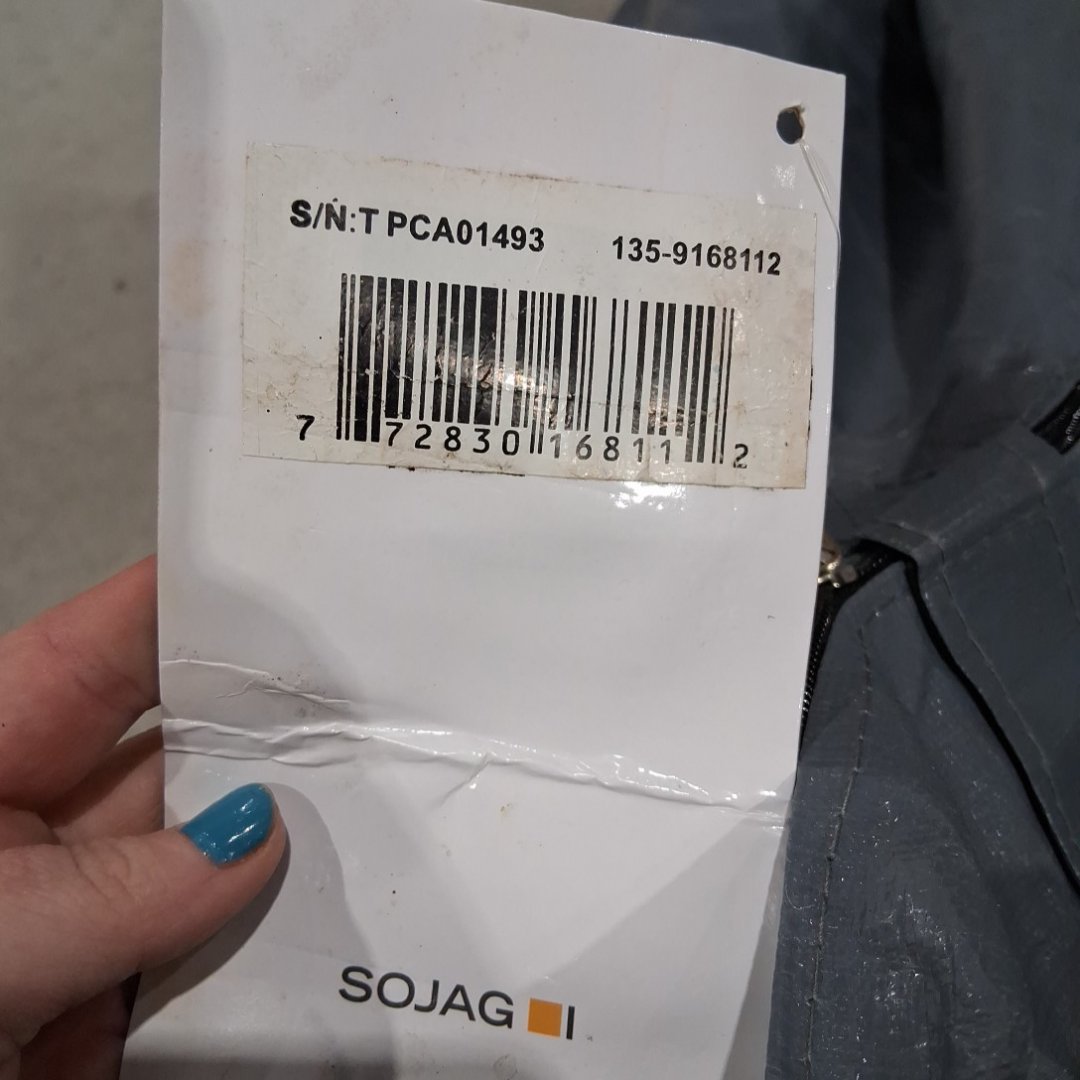 S/N:T PCA01493 135-9168112
7 72830 16811 2
SOJAG